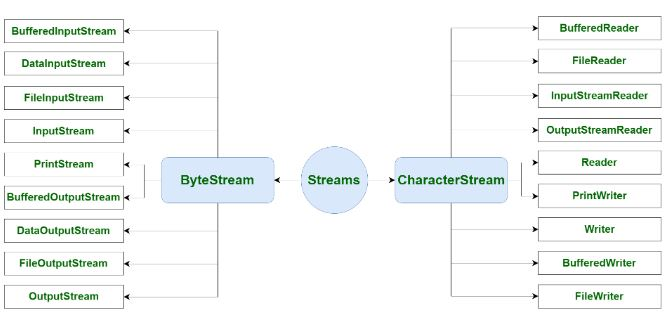 BufferedInputStream
DataInputStream
FileInputStream
InputStream
PrintStream
BufferedOutputStream
DataOutputStream
FileOutputStream
OutputStream
ByteStream
Streams
CharacterStream
BufferedReader
FileReader
InputStreamReader
OutputStreamReader
Reader
PrintWriter
Writer
BufferedWriter
FileWriter